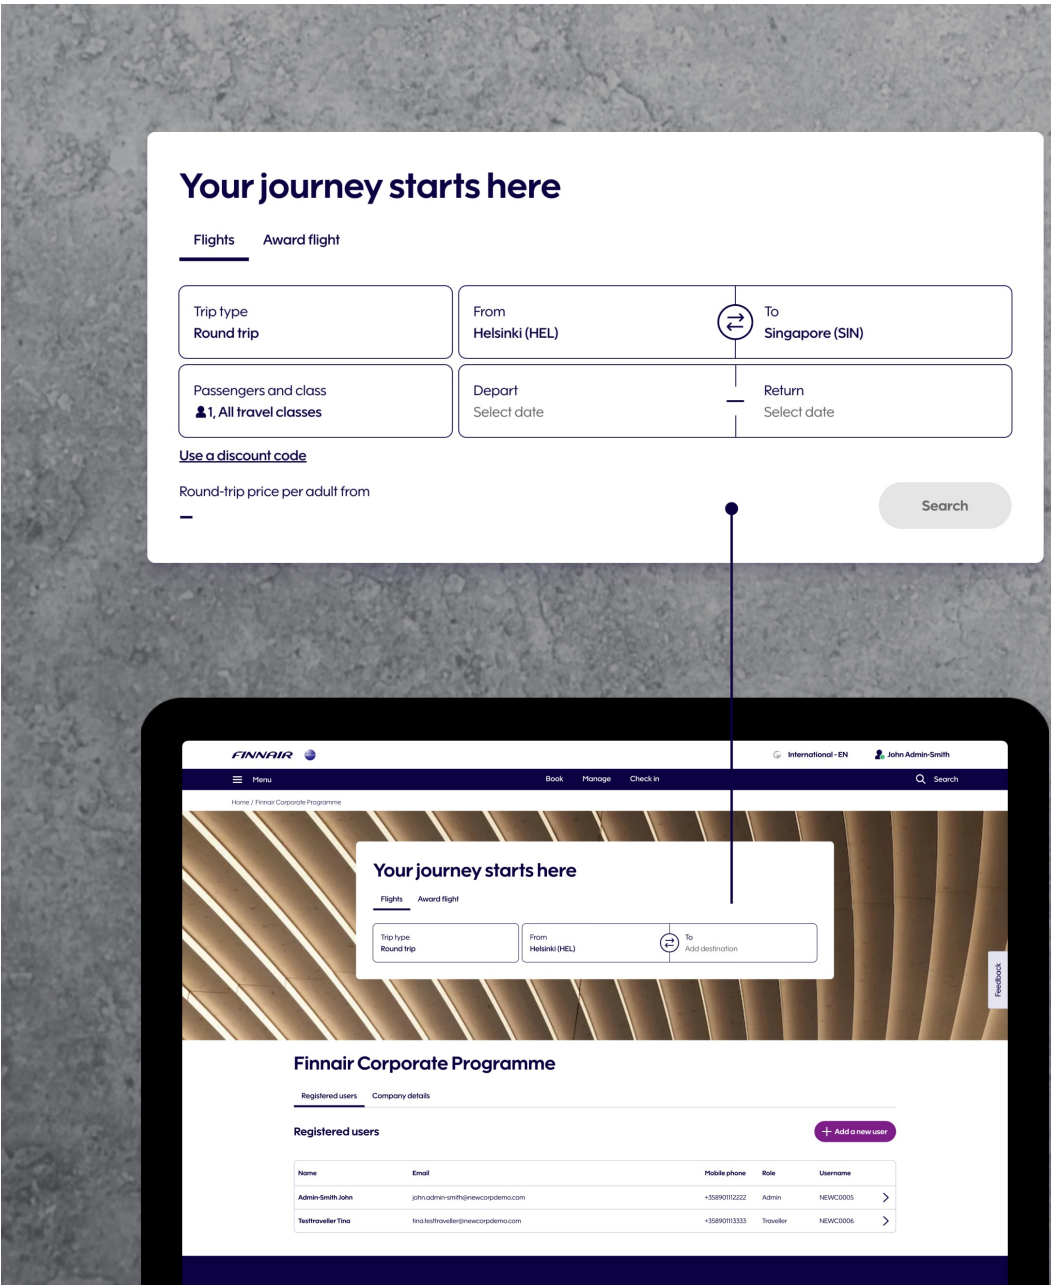 Your journey starts here
Flights Award flight
Trip type From To
Round trip Helsinki (HEL) Singapore (SIN)
Passengers and class Depart Return
1, All travel classes Select date Select date
Use a discount code
Round-trip price per adult from
Search
FINNAIR International - EN John Admin-Smith
Menu Book Manage Check in Search
Home / Finnair Corporate Programme
Your journey starts here
Flights Award flight
Trip type From To
Round trip Helsinki (HEL) Add destination
Feedback
Finnair Corporate Programme
Registered users Company details
Registered users + Add a new user
Name Email Mobile phone Role Username
Admin-Smith John john.admin-smith@newcorpdemo.com +358901112222 Admin NEWC0005
Testtraveller Tina tina.testtraveller@newcorpdemo.com +358901113333 Traveller NEWC0006